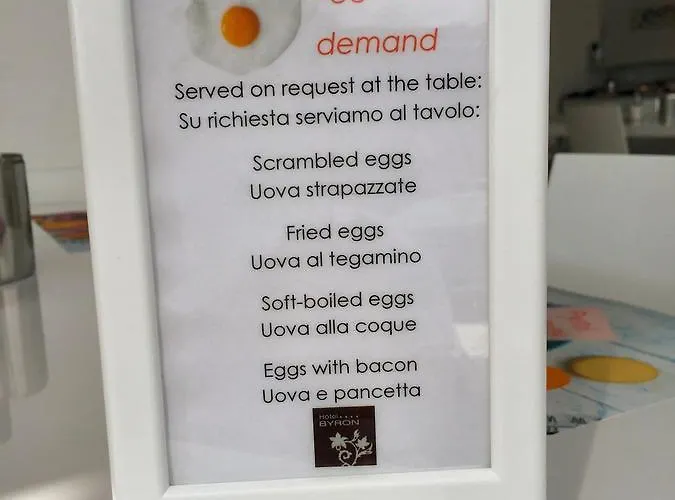 demand
Served on request at the table:
Su richiesta serviamo al tavolo:
Scrambled eggs
Uova strapazzate
Fried eggs
Uova al tegamino
Soft-boiled eggs
Uova alla coque
Eggs with bacon
Uova e pancetta
Hotel ****
BYRON